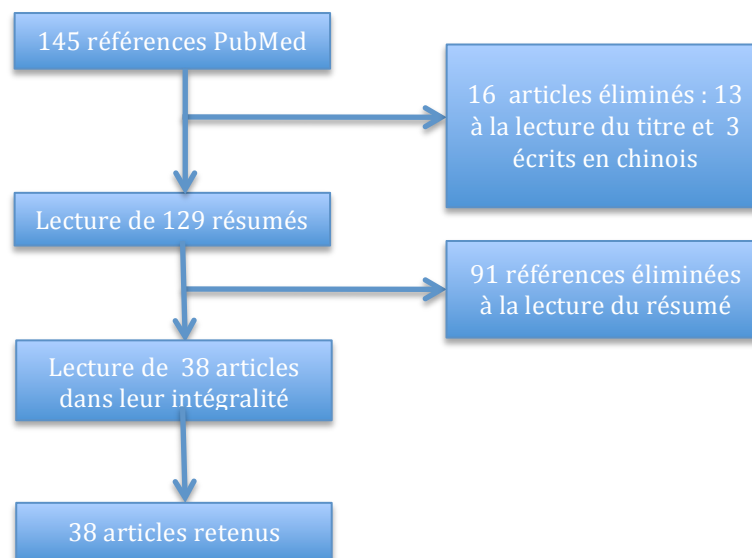 145 références PubMed
16 articles éliminés : 13
à la lecture du titre et 3
écrits en chinois
Lecture de 129 résumés
91 références éliminées
à la lecture du résumé
Lecture de 38 articles
dans leur intégralité
38 articles retenus